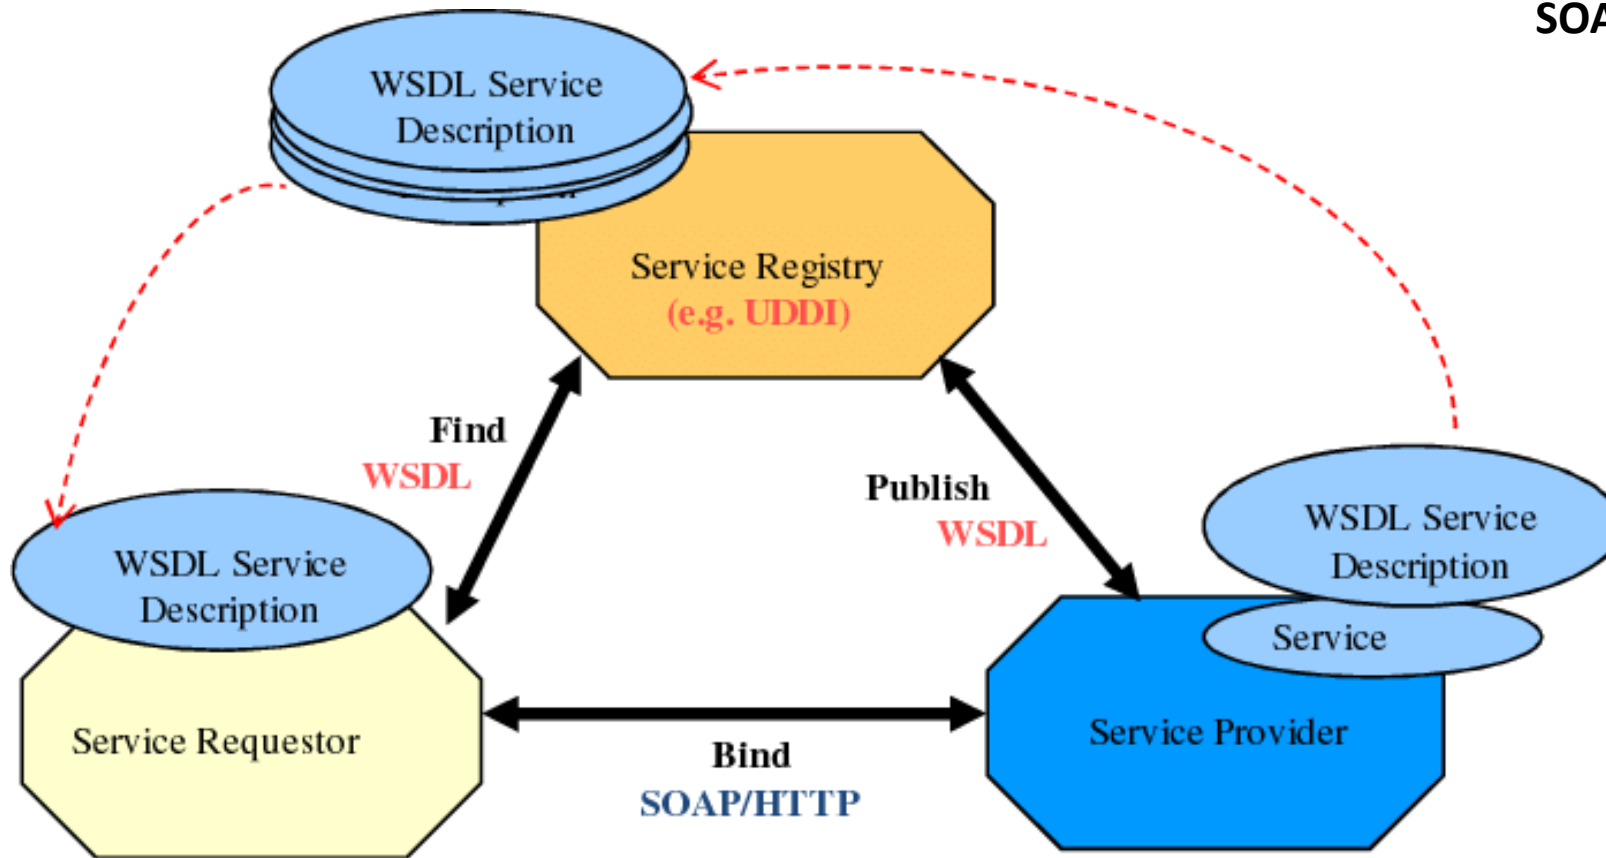 SOA
WSDL Service
Description
Service Registry
(e.g. UDDI)
Find
WSDL
Publish
WSDL
WSDL Service
Description
WSDL Service
Description
Service
Service Requestor
Service Provider
Bind
SOAP/HTTP